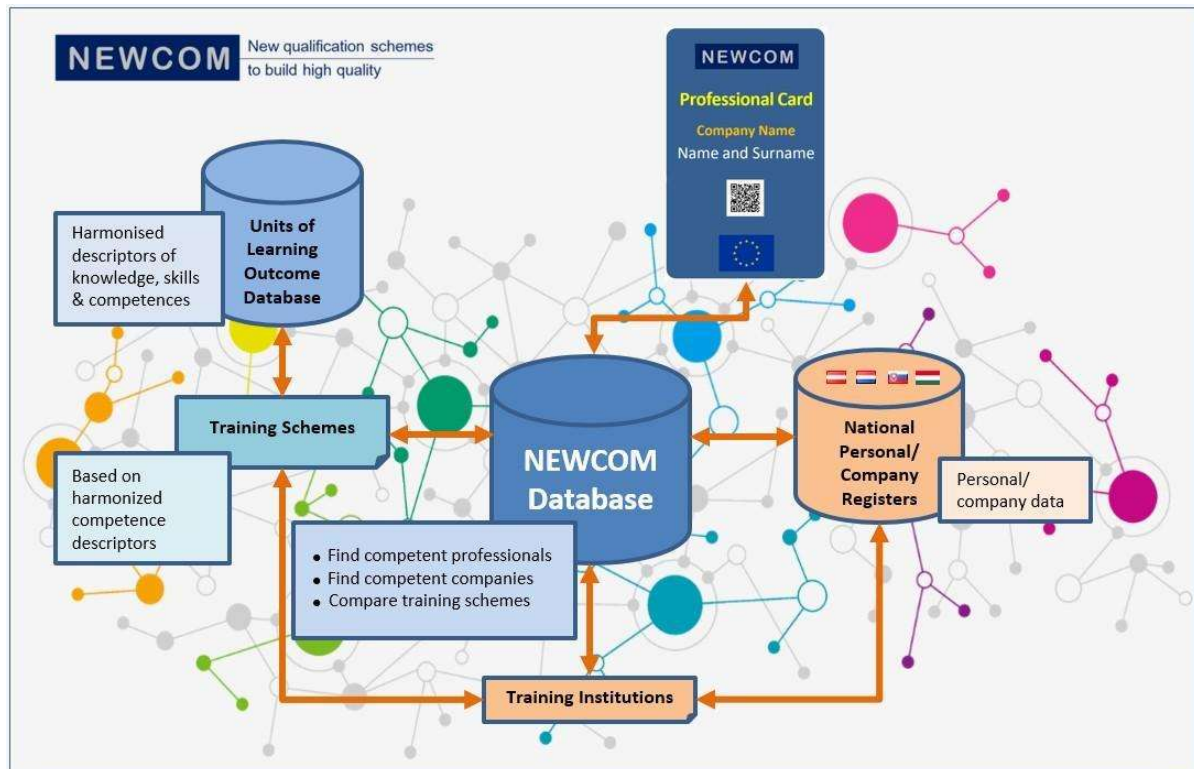 NEWCOM
New qualification schemes
to build high quality
NEWCOM
Professional Card
Company Name
Name and Surname
Units of
Learning
Outcome
Database
Harmonised
descriptors of
knowledge, skills
& competences
Training Schemes
Based on
harmonized
competence
descriptors
NEWCOM
Database
• Find competent professionals
• Find competent companies
• Compare training schemes
National
Personal/
Company
Registers
Personal/
company data
Training Institutions